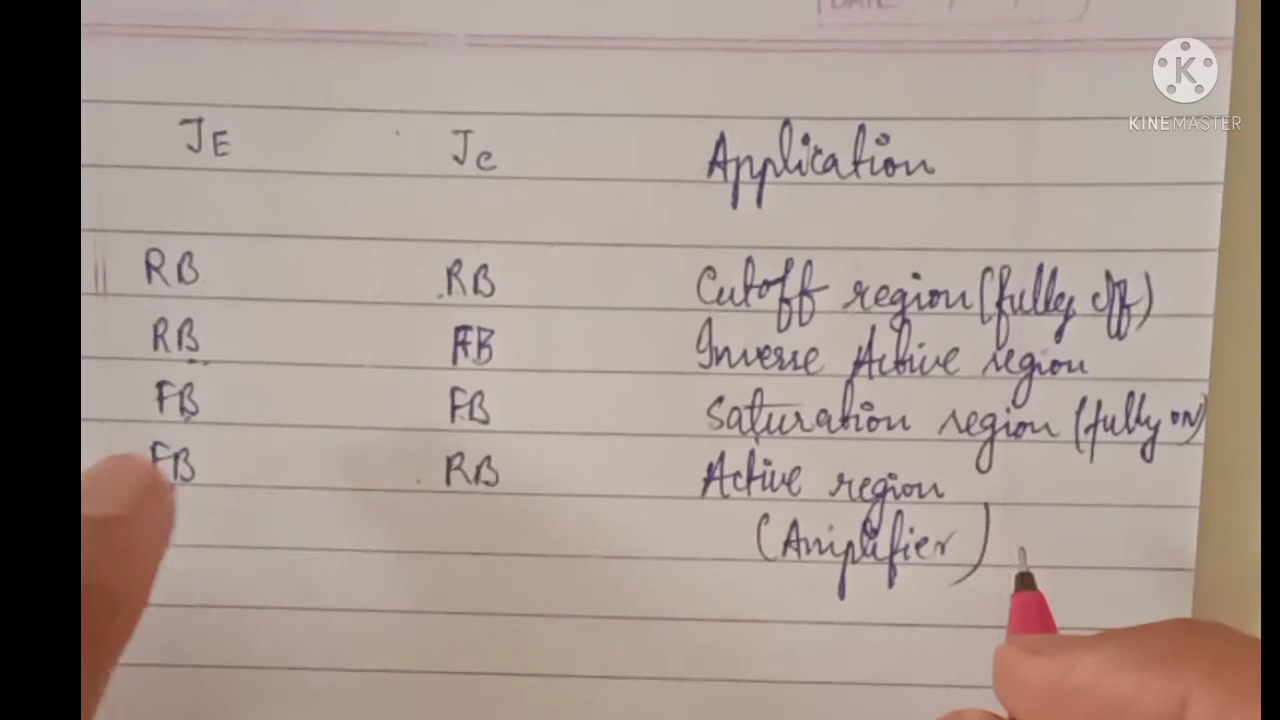 DATE
KINEMASTER
JE JC Application
RB RB Cutoff region (fully off)
RB FB Inverse Active region
FB FB Saturation region (fully ON)
FB RB Active region
(Amplifier)